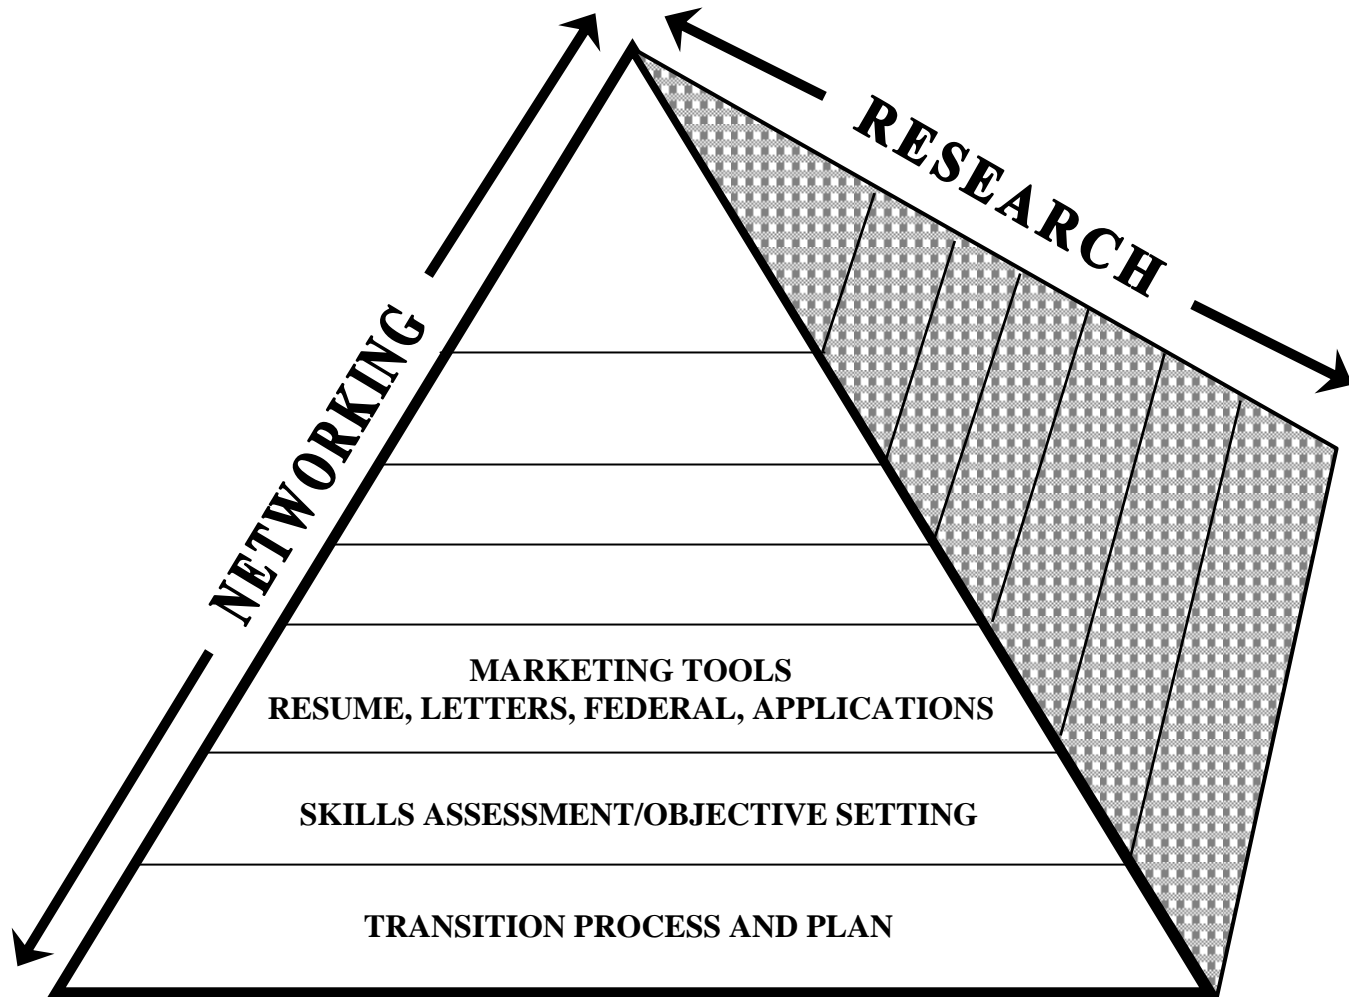 RESEARCH
NETWORKING
MARKETING TOOLS
RESUME, LETTERS, FEDERAL, APPLICATIONS
SKILLS ASSESSMENT/OBJECTIVE SETTING
TRANSITION PROCESS AND PLAN